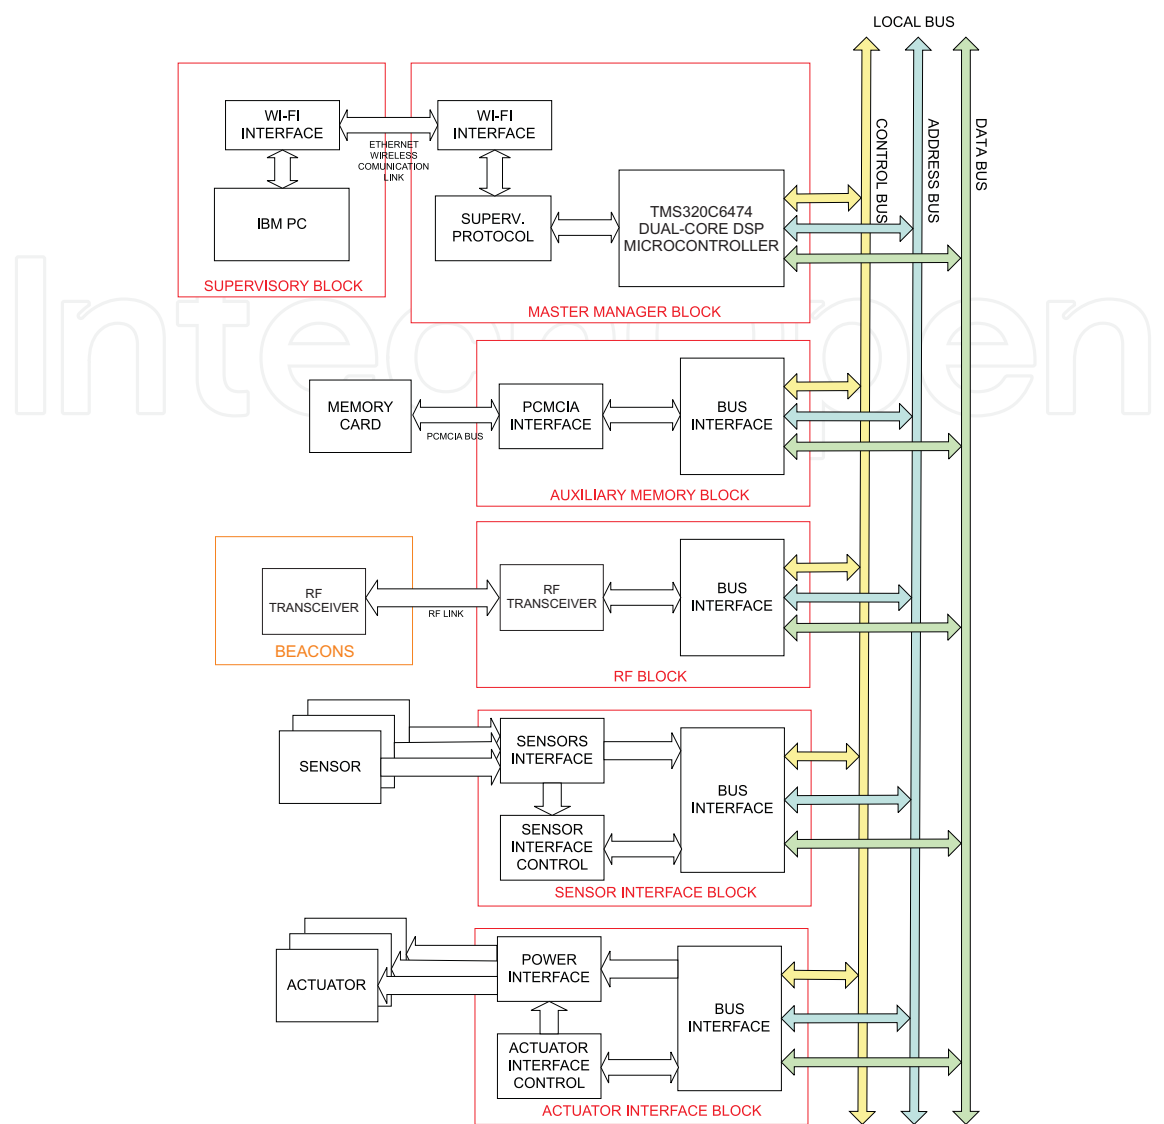 LOCAL BUS
CONTROL BUS
ADDRESS BUS
DATA BUS
WI-FI
INTERFACE
ETHERNET
WIRELESS
COMUNICATION
LINK
WI-FI
INTERFACE
IBM PC
SUPERV.
PROTOCOL
TMS320C6474
DUAL-CORE DSP
MICROCONTROLLER
SUPERVISORY BLOCK
MASTER MANAGER BLOCK
IntechOpen
MEMORY
CARD
PCMCIA BUS
PCMCIA
INTERFACE
BUS
INTERFACE
AUXILIARY MEMORY BLOCK
RF
TRANSCEIVER
RF LINK
RF
TRANSCEIVER
BUS
INTERFACE
BEACONS
RF BLOCK
SENSOR
SENSORS
INTERFACE
SENSOR
INTERFACE
CONTROL
BUS
INTERFACE
SENSOR INTERFACE BLOCK
ACTUATOR
POWER
INTERFACE
ACTUATOR
INTERFACE
CONTROL
BUS
INTERFACE
ACTUATOR INTERFACE BLOCK